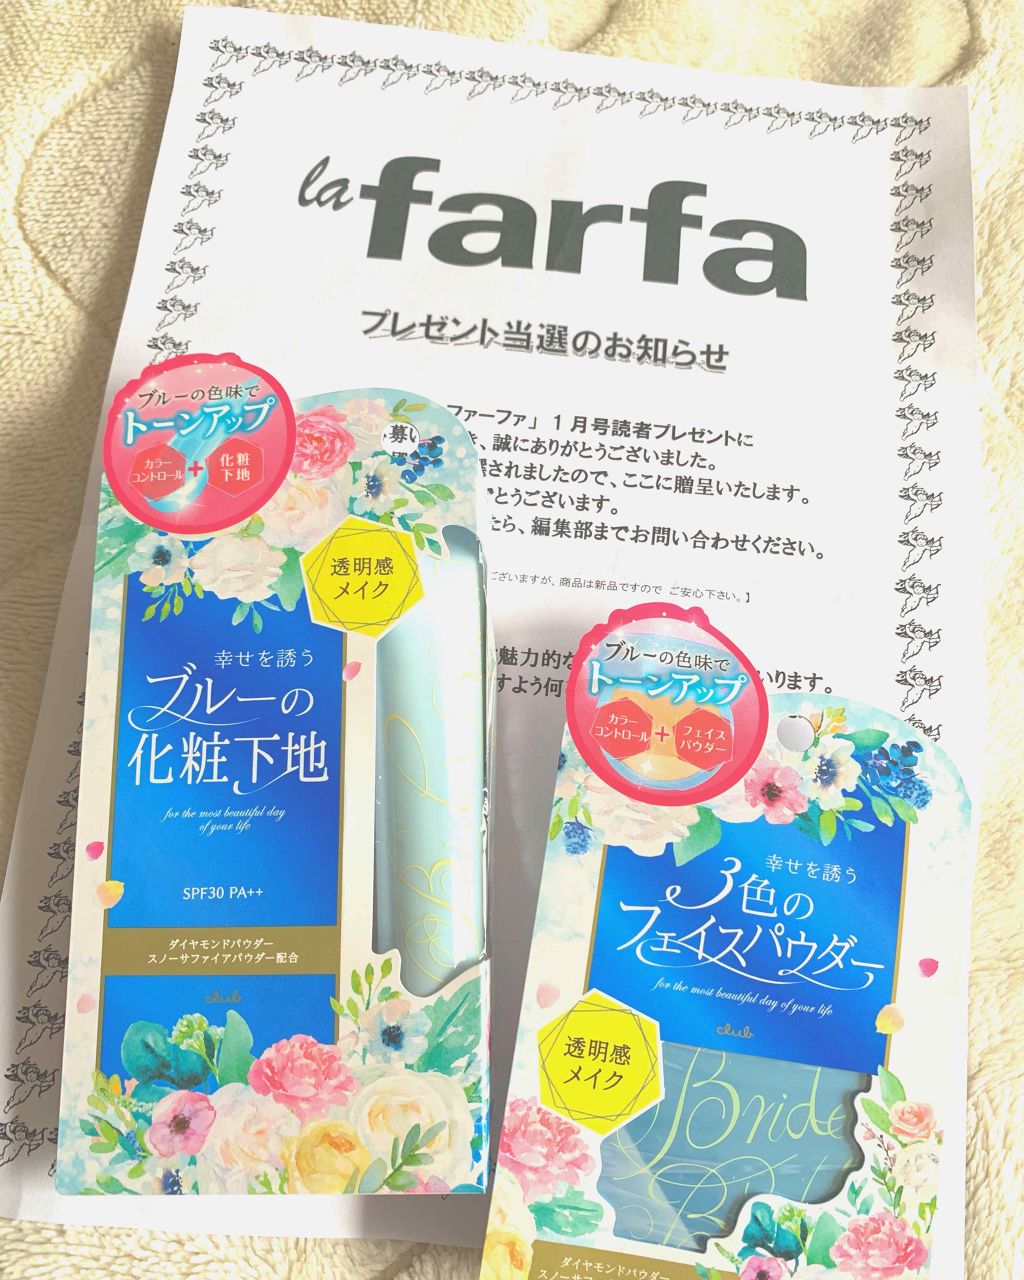 la farfa
プレゼント当選のお知らせ
ファーファ」 1月号読者プレゼントに
き、誠にありがとうございました。
選されましたので、ここに贈呈いたします。
とうございます。
たら、編集部までお問い合わせください。
ございますが、商品は新品ですので ご安心下さい。】
魅力的な
いります。
すよう何
ブルーの色味で
トーンアップ
カラー
コントロール
+
化粧
下地
透明感
メイク
幸せを誘う
ブルーの
化粧下地
for the most beautiful day
of your life
SPF30 PA++
ダイヤモンドパウダー
スノーサファイアパウダー配合
club
ブルーの色味で
トーンアップ
カラー
コントロール
+
フェイス
パウダー
幸せを誘う
3色の
フェイスパウダー
for the most beautiful day of your life
club
透明感
メイク
Bride
ダイヤモンドパウダー